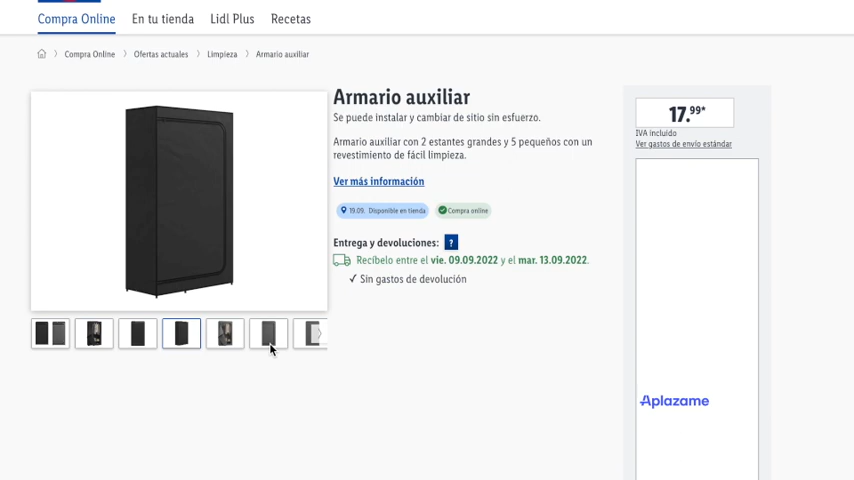 Compra Online En tu tienda Lidl Plus Recetas
Compra Online Ofertas actuales Limpieza Armario auxiliar
Armario auxiliar
Se puede instalar y cambiar de sitio sin esfuerzo.
Armario auxiliar con 2 estantes grandes y 5 pequeños con un
revestimiento de fácil limpieza.
Ver más información
19.09. Disponible en tienda
Compra online
Entrega y devoluciones: ?
Recíbelo entre el vie. 09.09.2022 y el mar. 13.09.2022.
✓ Sin gastos de devolución
17.99*
IVA incluido
Ver gastos de envío estándar
Aplazame